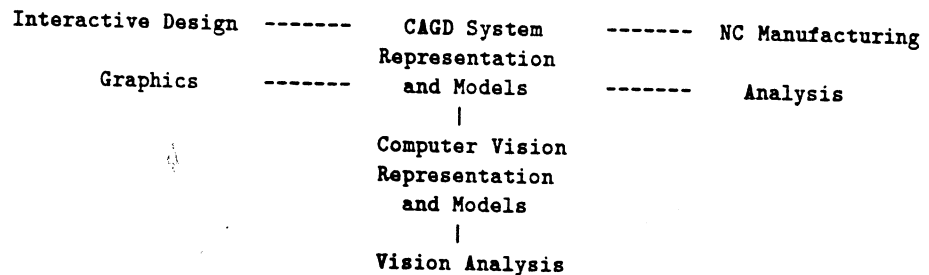 Interactive Design ------- CAGD System ------- NC Manufacturing
Representation
Graphics ------- and Models ------- Analysis
|
Computer Vision
Representation
and Models
|
Vision Analysis